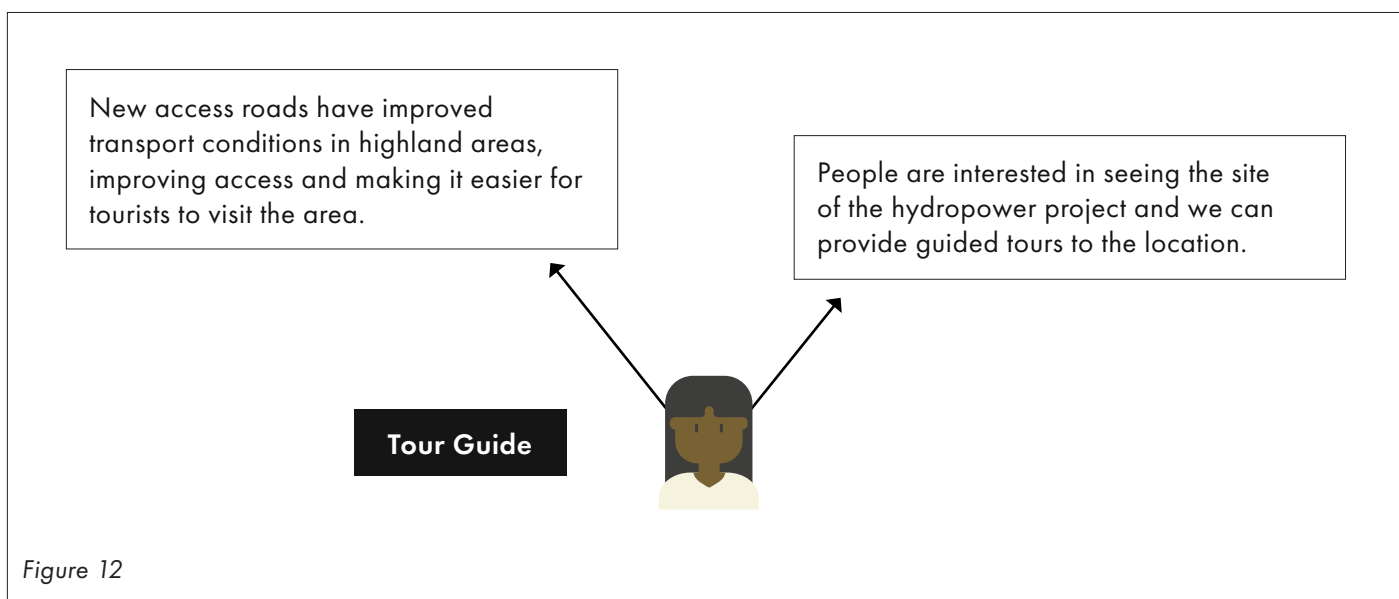 New access roads have improved
transport conditions in highland areas,
improving access and making it easier for
tourists to visit the area.
People are interested in seeing the site
of the hydropower project and we can
provide guided tours to the location.
Tour Guide
Figure 12